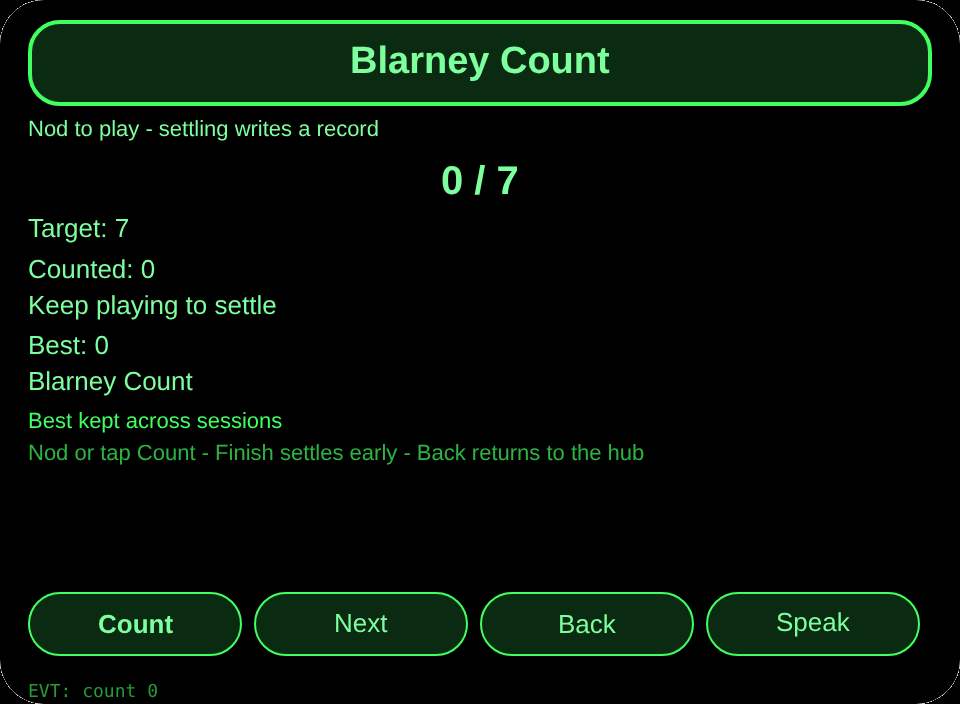 Blarney Count
Nod to play - settling writes a record
0 / 7
Target: 7
Counted: 0
Keep playing to settle
Best: 0
Blarney Count
Best kept across sessions
Nod or tap Count - Finish settles early - Back returns to the hub
Count
Next
Back
Speak
EVT: count 0